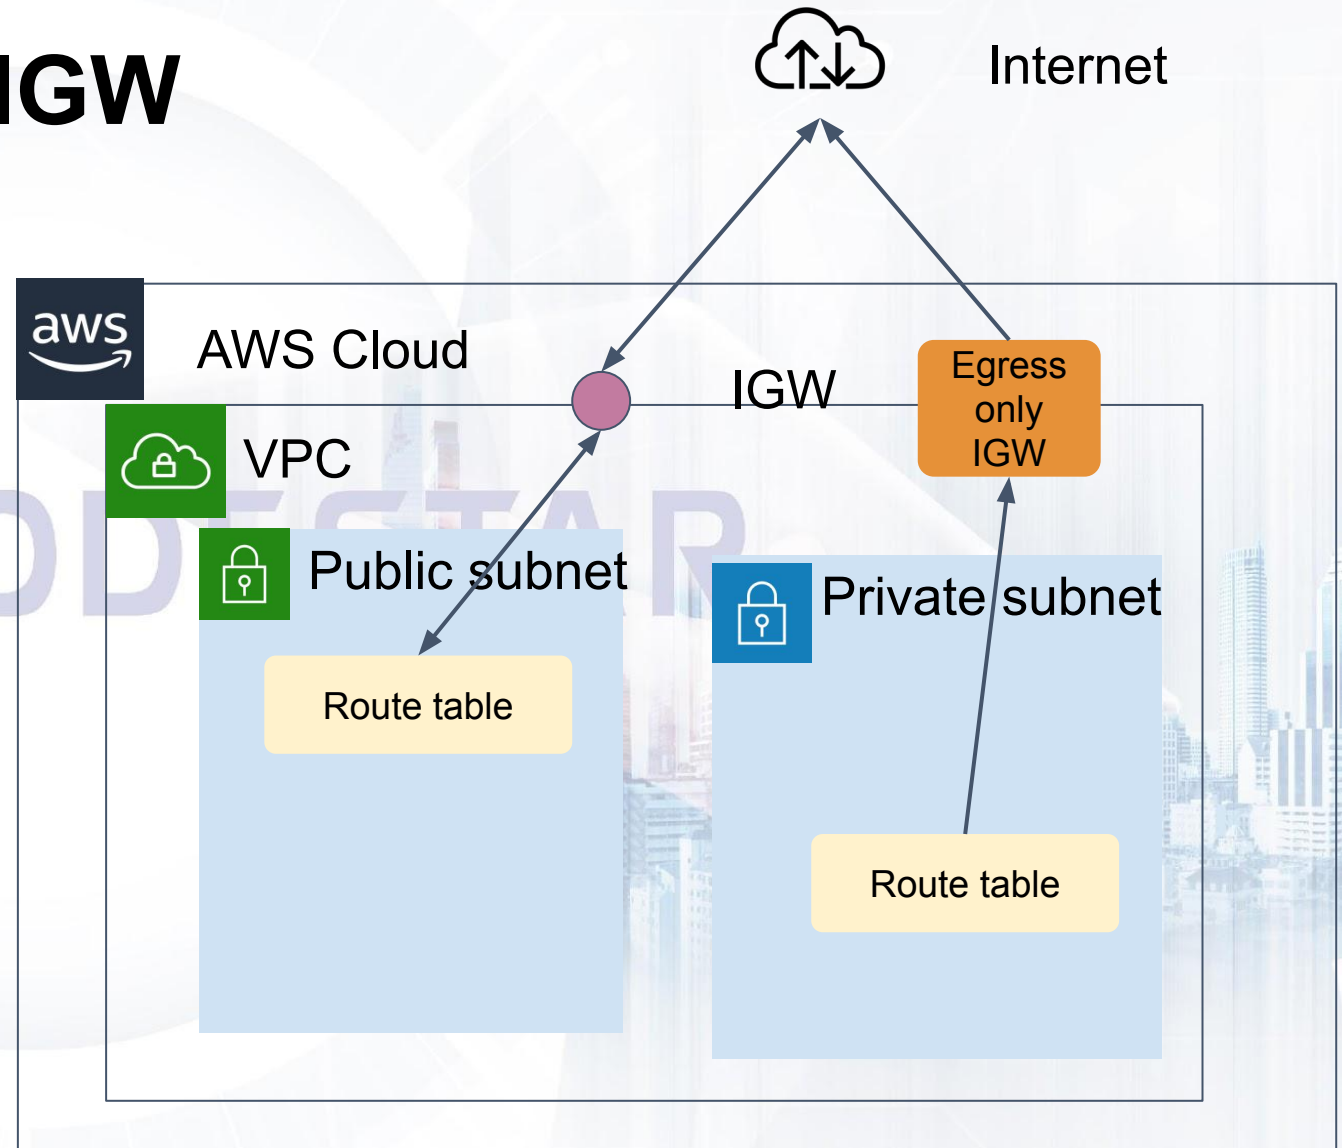 IGW
Internet
aws
AWS Cloud
IGW
Egress
only
IGW
VPC
Public subnet
Private subnet
Route table
Route table